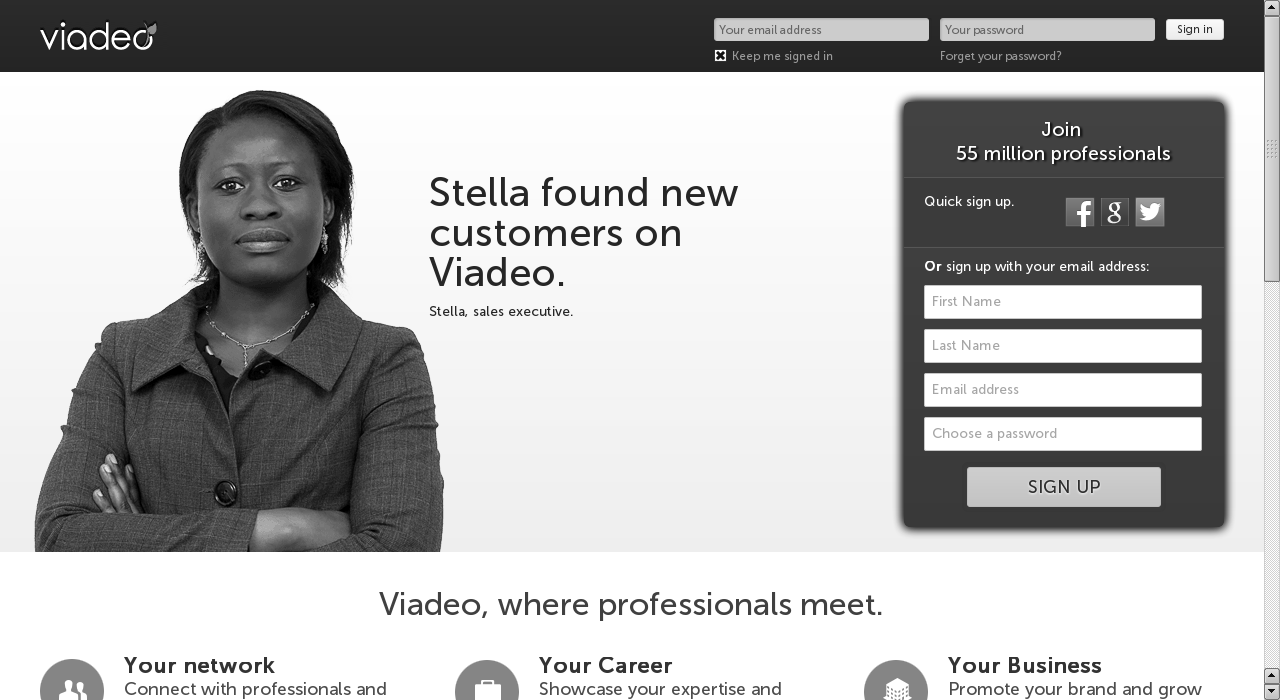 viadeo
Your email address
Your password
Sign in
Keep me signed in
Forget your password?
Stella found new
customers on
Viadeo.
Stella, sales executive.
Join
55 million professionals
Quick sign up.
Or sign up with your email address:
First Name
Last Name
Email address
Choose a password
SIGN UP
Viadeo, where professionals meet.
Your network
Connect with professionals and
Your Career
Showcase your expertise and
Your Business
Promote your brand and grow